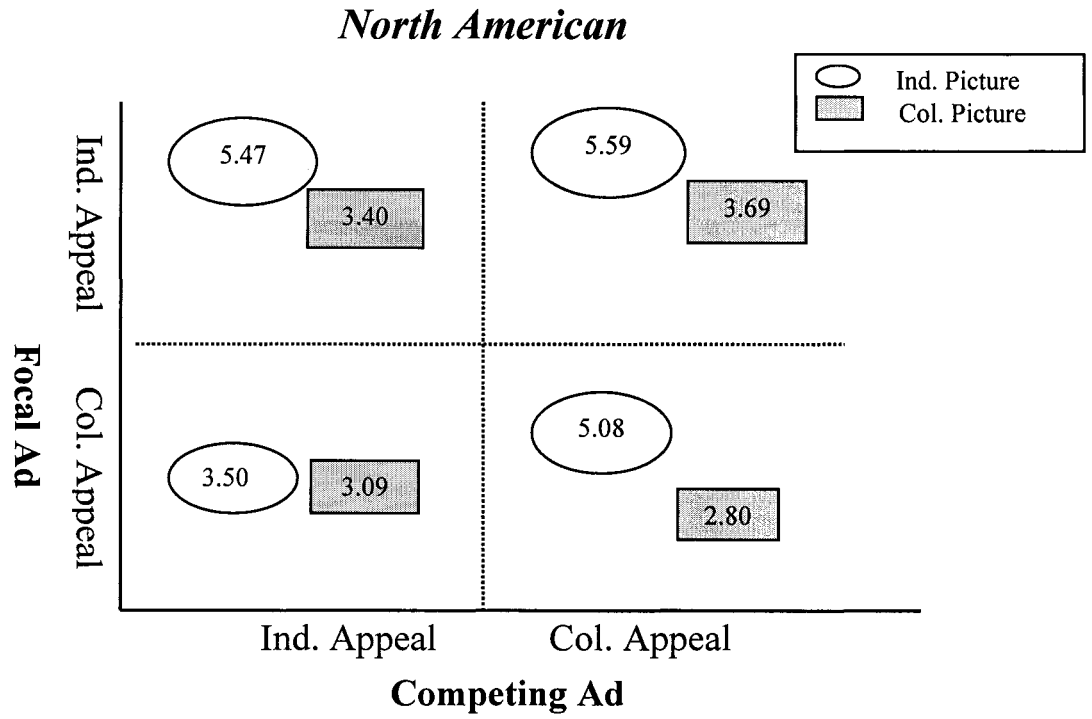 North American
Ind. Picture
Col. Picture
Ind. Appeal
5.47
3.40
5.59
3.69
Focal Ad
Col. Appeal
3.50
3.09
5.08
2.80
Ind. Appeal
Col. Appeal
Competing Ad